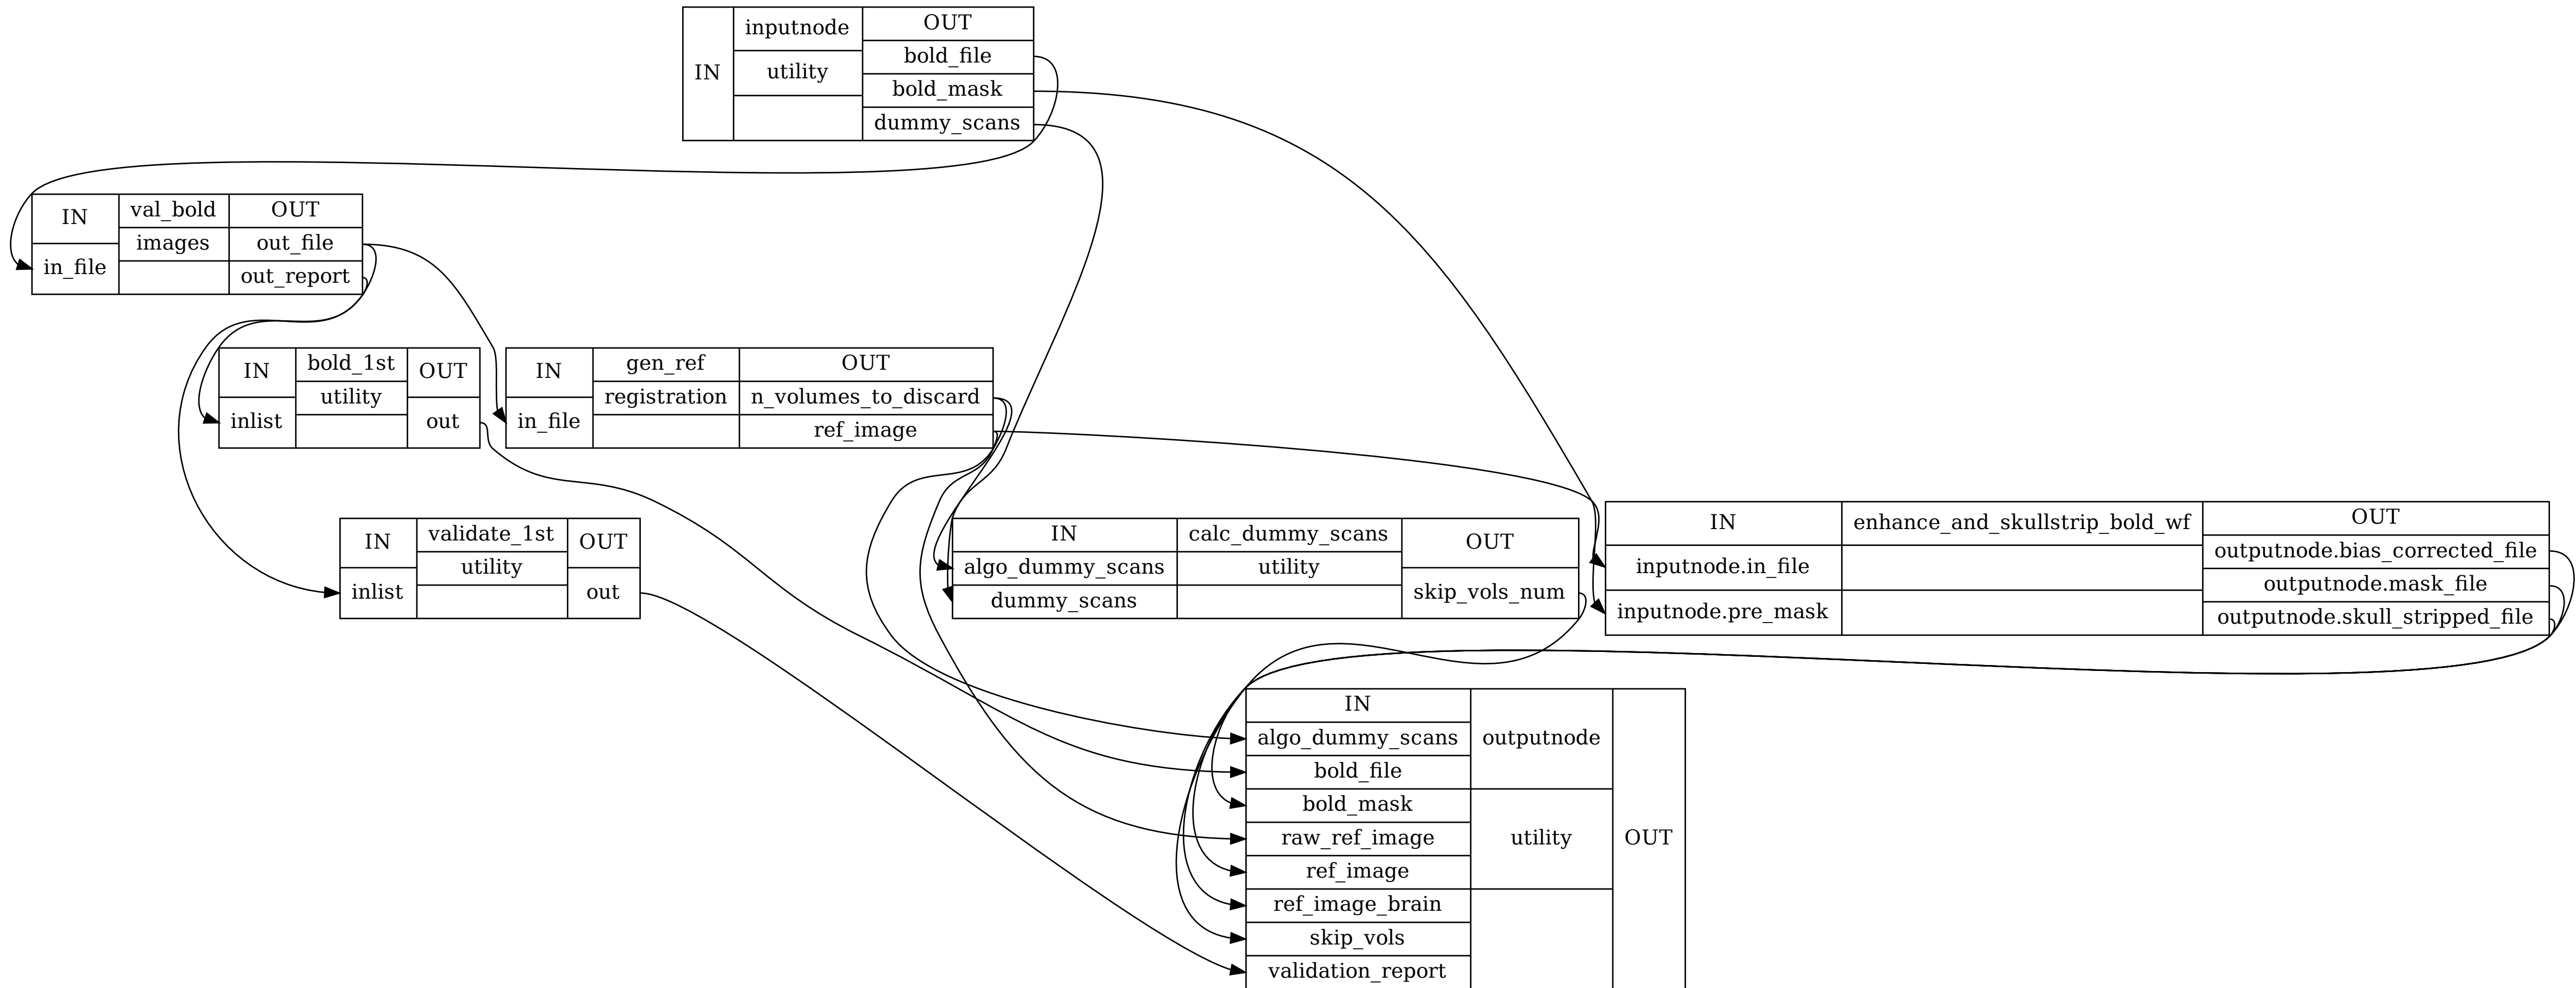 IN
inputnode
utility
OUT
bold_file
bold_mask
dummy_scans
IN
in_file
val_bold
images
OUT
out_file
out_report
IN
inlist
bold_1st
utility
OUT
out
IN
in_file
gen_ref
registration
OUT
n_volumes_to_discard
ref_image
IN
inlist
validate_1st
utility
OUT
out
IN
algo_dummy_scans
dummy_scans
calc_dummy_scans
utility
OUT
skip_vols_num
IN
inputnode.in_file
inputnode.pre_mask
enhance_and_skullstrip_bold_wf
OUT
outputnode.bias_corrected_file
outputnode.mask_file
outputnode.skull_stripped_file
IN
algo_dummy_scans
bold_file
bold_mask
raw_ref_image
ref_image
ref_image_brain
skip_vols
validation_report
outputnode
utility
OUT